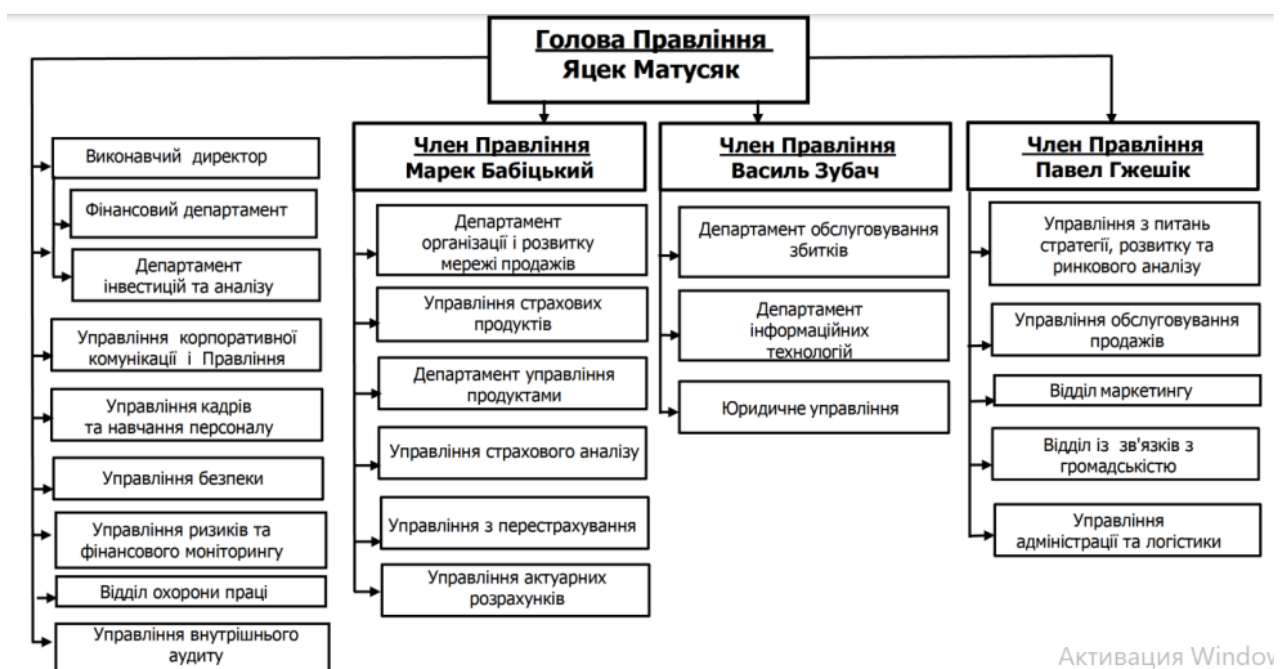 Голова Правління
Яцек Матусяк
Виконавчий директор
Фінансовий департамент
Департамент
інвестицій та аналізу
Управління корпоративної
комунікації і Правління
Управління кадрів
та навчання персоналу
Управління безпеки
Управління ризиків та
фінансового моніторингу
Відділ охорони праці
Управління внутрішнього
аудиту
Член Правління
Марек Бабіцький
Департамент
організації і розвитку
мережі продажів
Управління страхових
продуктів
Департамент управління
продуктами
Управління страхового аналізу
Управління з перестрахування
Управління актуарних
розрахунків
Член Правління
Василь Зубач
Департамент обслуговування
збитків
Департамент
інформаційних
технологій
Юридичне управління
Член Правління
Павел Гжешік
Управління з питань
стратегії, розвитку та
ринкового аналізу
Управління обслуговування
продажів
Відділ маркетингу
Відділ із зв'язків з
громадськістю
Управління
адміністрації та логістики
Активация Window